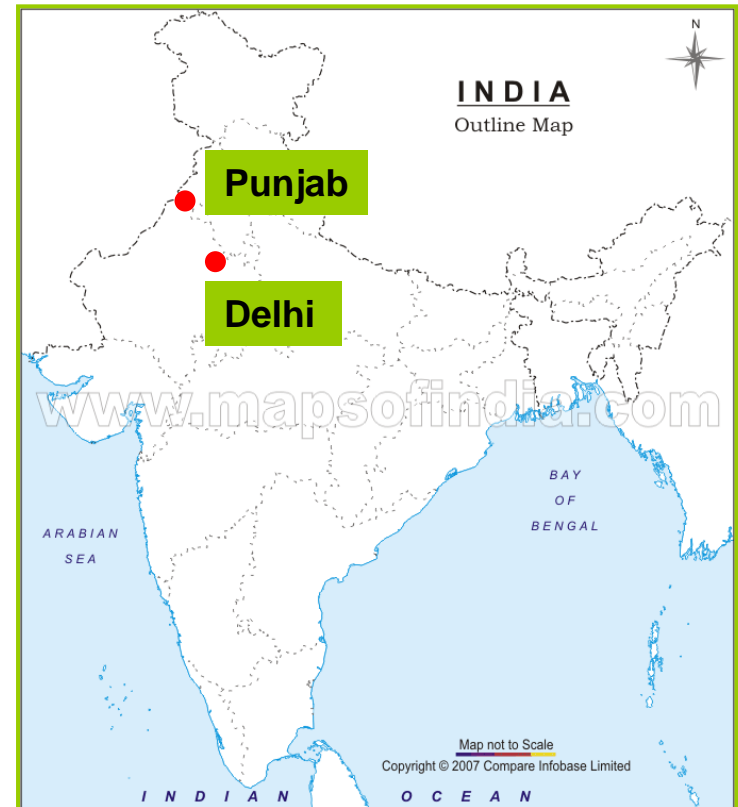 N
INDIA
Outline Map
Punjab
Delhi
www.mapsofindia.com
BAY
OF
BENGAL
ARABIAN
SEA
Map not to Scale
Copyright © 2007 Compare Infobase Limited
INDIAN OCEAN